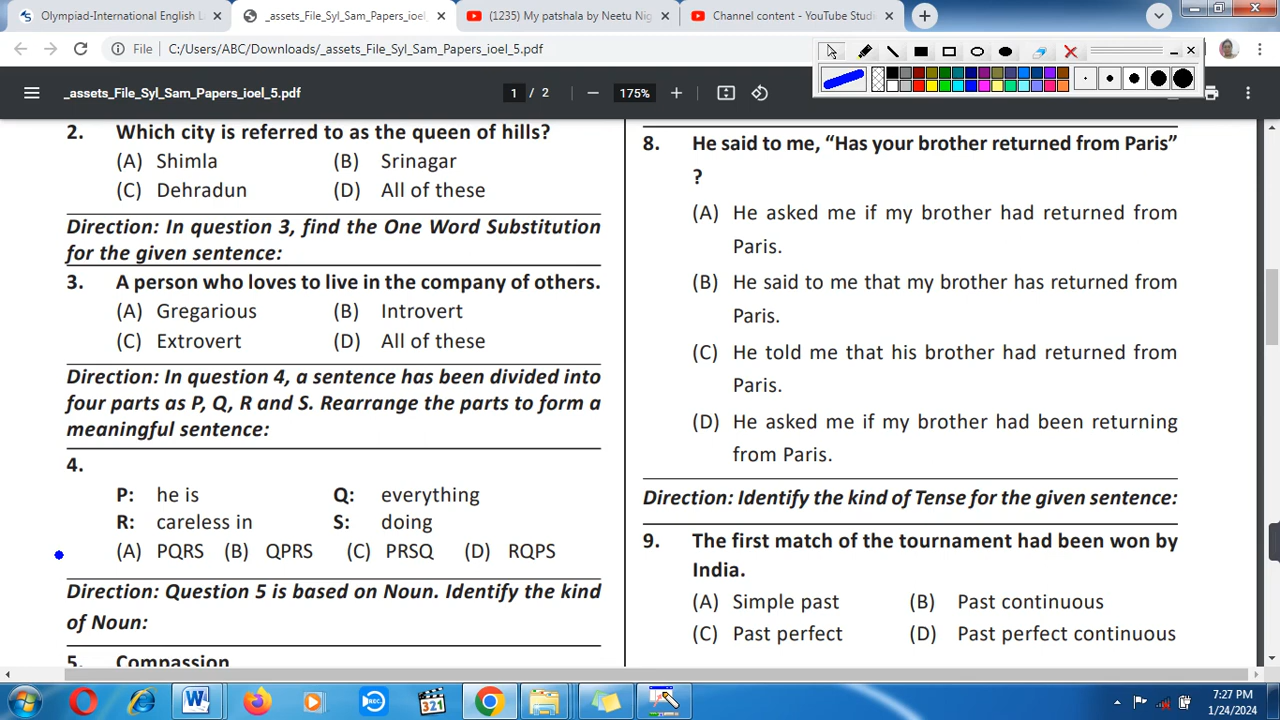 Olympiad-International English L
_assets_File_Syl_Sam_Papers_ioel_
(1235) My patshala by Neetu Nig
Channel content - YouTube Studi
File
C:/Users/ABC/Downloads/_assets_File_Syl_Sam_Papers_ioel_5.pdf
_assets_File_Syl_Sam_Papers_ioel_5.pdf
1 / 2
175%
2. Which city is referred to as the queen of hills?
(A) Shimla (B) Srinagar
(C) Dehradun (D) All of these
Direction: In question 3, find the One Word Substitution
for the given sentence:
3. A person who loves to live in the company of others.
(A) Gregarious (B) Introvert
(C) Extrovert (D) All of these
Direction: In question 4, a sentence has been divided into
four parts as P, Q, R and S. Rearrange the parts to form a
meaningful sentence:
4.
P: he is Q: everything
R: careless in S: doing
(A) PQRS (B) QPRS (C) PRSQ (D) RQPS
Direction: Question 5 is based on Noun. Identify the kind
of Noun:
5. Compassion
8. He said to me, “Has your brother returned from Paris”
?
(A) He asked me if my brother had returned from
Paris.
(B) He said to me that my brother has returned from
Paris.
(C) He told me that his brother had returned from
Paris.
(D) He asked me if my brother had been returning
from Paris.
Direction: Identify the kind of Tense for the given sentence:
9. The first match of the tournament had been won by
India.
(A) Simple past (B) Past continuous
(C) Past perfect (D) Past perfect continuous
REC
321
7:27 PM
1/24/2024